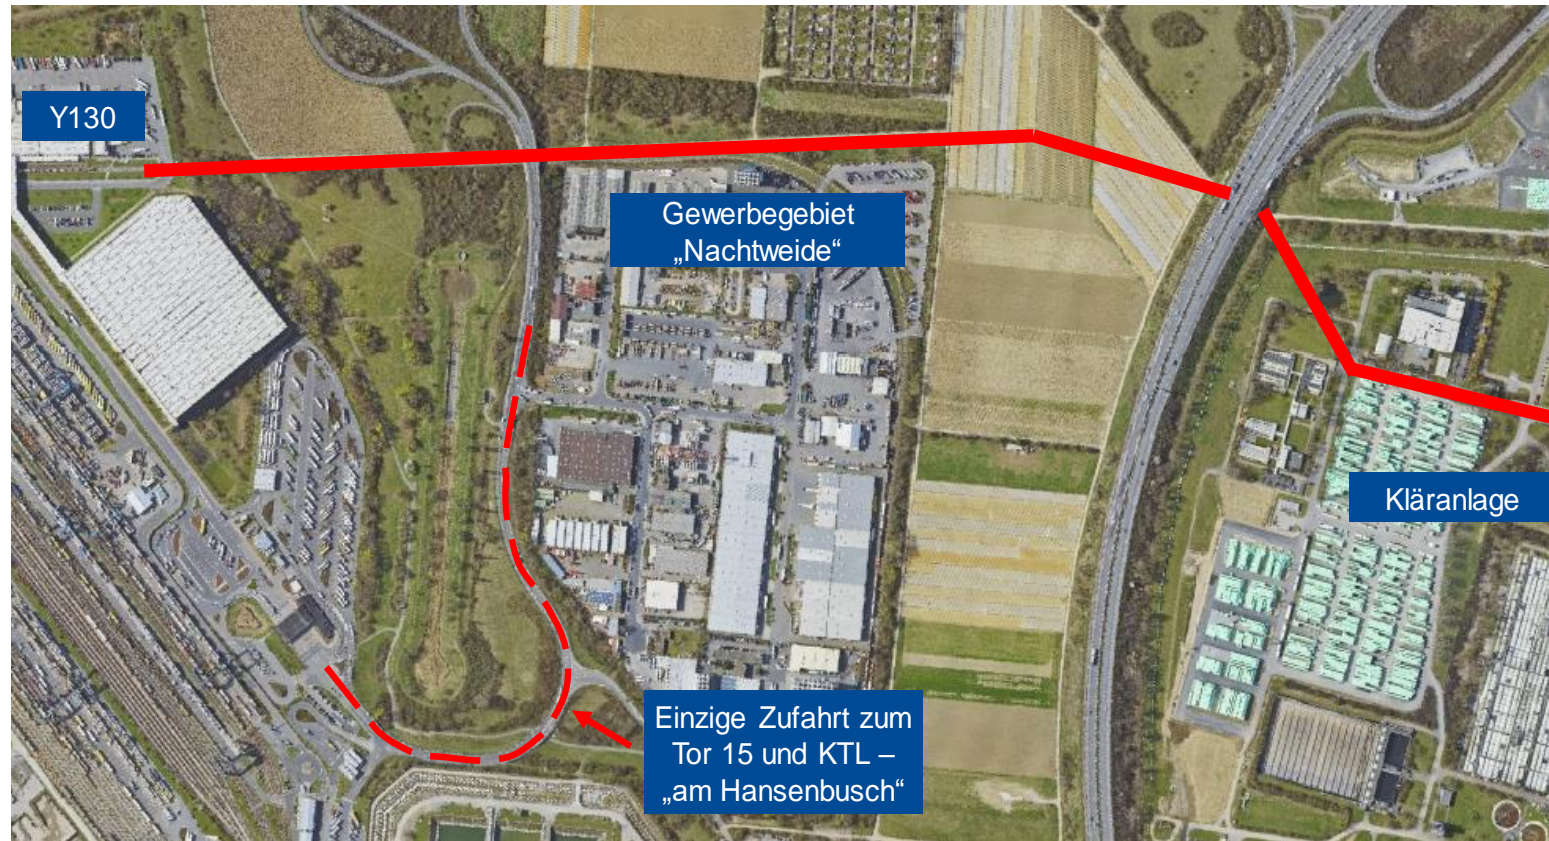 Y130
Gewerbegebiet
„Nachtweide“
Kläranlage
Einzige Zufahrt zum
Tor 15 und KTL –
„am Hansenbusch“